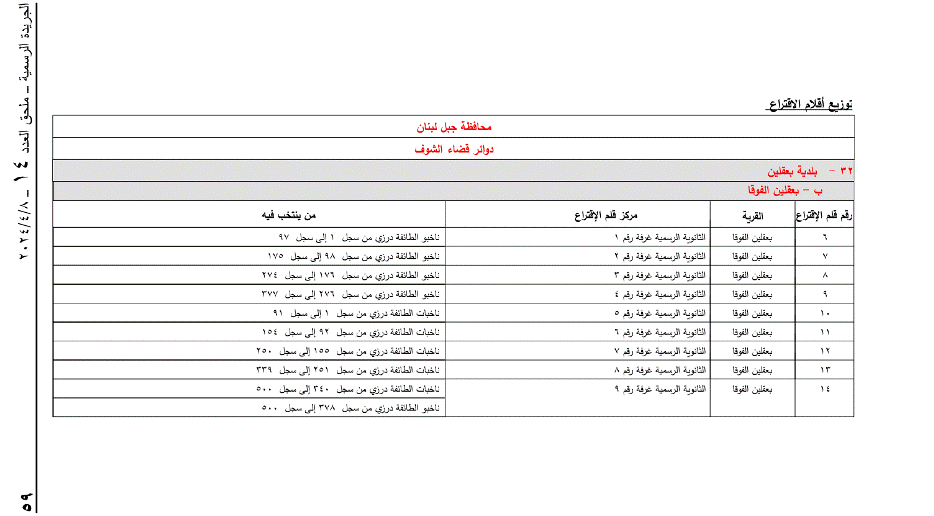 الجريدة الرسمية – ملحق العدد ١٤ – ٢٠٢٤/٤/٨
توزيع أقلام الاقتراع
محافظة جبل لبنان
دوائر قضاء الشوف
٣٢ - بلدية بعقلين
ب - بعقلين الفوقا
رقم قلم الإقتراع القرية مركز قلم الإقتراع من ينتخب فيه
٦ بعقلين الفوقا الثانوية الرسمية غرفة رقم ١ ناخبو الطائفة درزي من سجل ١ إلى سجل ٩٧
٧ بعقلين الفوقا الثانوية الرسمية غرفة رقم ٢ ناخبو الطائفة درزي من سجل ٩٨ إلى سجل ١٧٥
٨ بعقلين الفوقا الثانوية الرسمية غرفة رقم ٣ ناخبو الطائفة درزي من سجل ١٧٦ إلى سجل ٢٧٤
٩ بعقلين الفوقا الثانوية الرسمية غرفة رقم ٤ ناخبو الطائفة درزي من سجل ٢٧٦ إلى سجل ٣٧٧
١٠ بعقلين الفوقا الثانوية الرسمية غرفة رقم ٥ ناخبات الطائفة درزي من سجل ١ إلى سجل ٩١
١١ بعقلين الفوقا الثانوية الرسمية غرفة رقم ٦ ناخبات الطائفة درزي من سجل ٩٢ إلى سجل ١٥٤
١٢ بعقلين الفوقا الثانوية الرسمية غرفة رقم ٧ ناخبات الطائفة درزي من سجل ١٥٥ إلى سجل ٢٥٠
١٣ بعقلين الفوقا الثانوية الرسمية غرفة رقم ٨ ناخبات الطائفة درزي من سجل ٢٥١ إلى سجل ٣٣٩
١٤ بعقلين الفوقا الثانوية الرسمية غرفة رقم ٩ ناخبات الطائفة درزي من سجل ٣٤٠ إلى سجل ٥٠٠
ناخبو الطائفة درزي من سجل ٣٧٨ إلى سجل ٥٠٠
٥٩